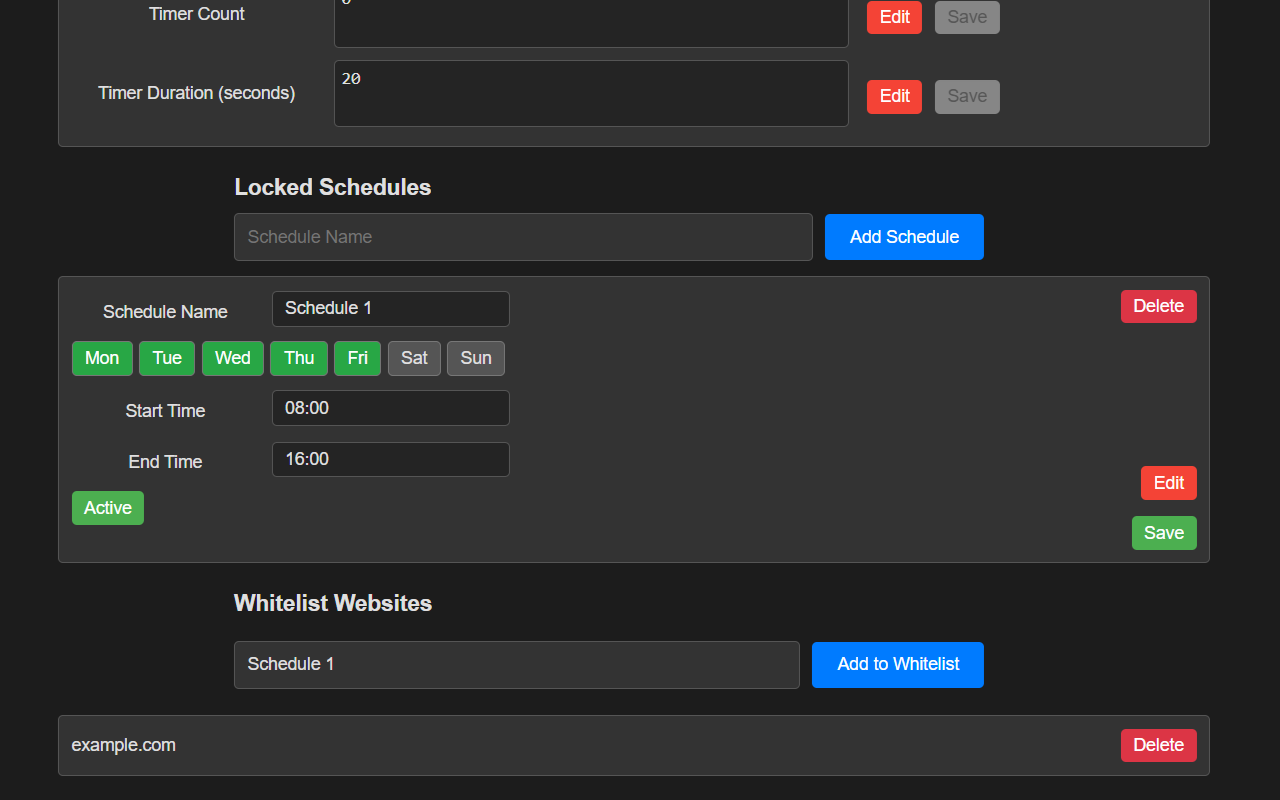 Timer Count
Edit Save
Timer Duration (seconds) 20 Edit Save
Locked Schedules
Schedule Name Add Schedule
Schedule Name Schedule 1 Delete
Mon Tue Wed Thu Fri Sat Sun
Start Time 08:00
End Time 16:00
Edit
Active
Save
Whitelist Websites
Schedule 1 Add to Whitelist
example.com Delete